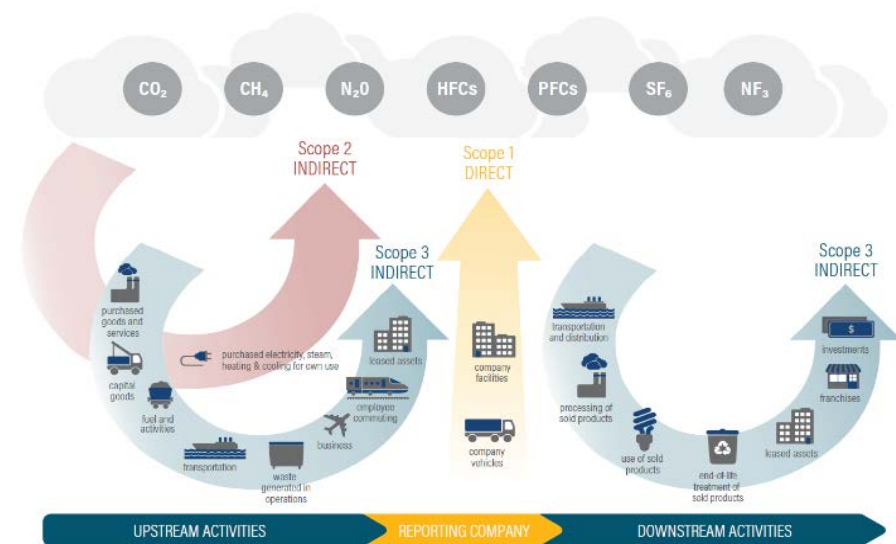 CO₂
CH₄
N₂0
HFCs
PFCs
SF₆
NF₃
Scope 2
INDIRECT
Scope 1
DIRECT
Scope 3
INDIRECT
Scope 3
INDIRECT
purchased
goods and
services
capital
goods
fuel and
activities
transportation
waste
generated in
operations
business
employee
commuting
leased assets
purchased electricity, steam,
heating & cooling for own use
company
facilities
company
vehicles
transportation
and distribution
processing of
sold products
use of sold
products
end-of-life
treatment of
sold products
leased assets
franchises
$
investments
UPSTREAM ACTIVITIES
REPORTING COMPANY
DOWNSTREAM ACTIVITIES